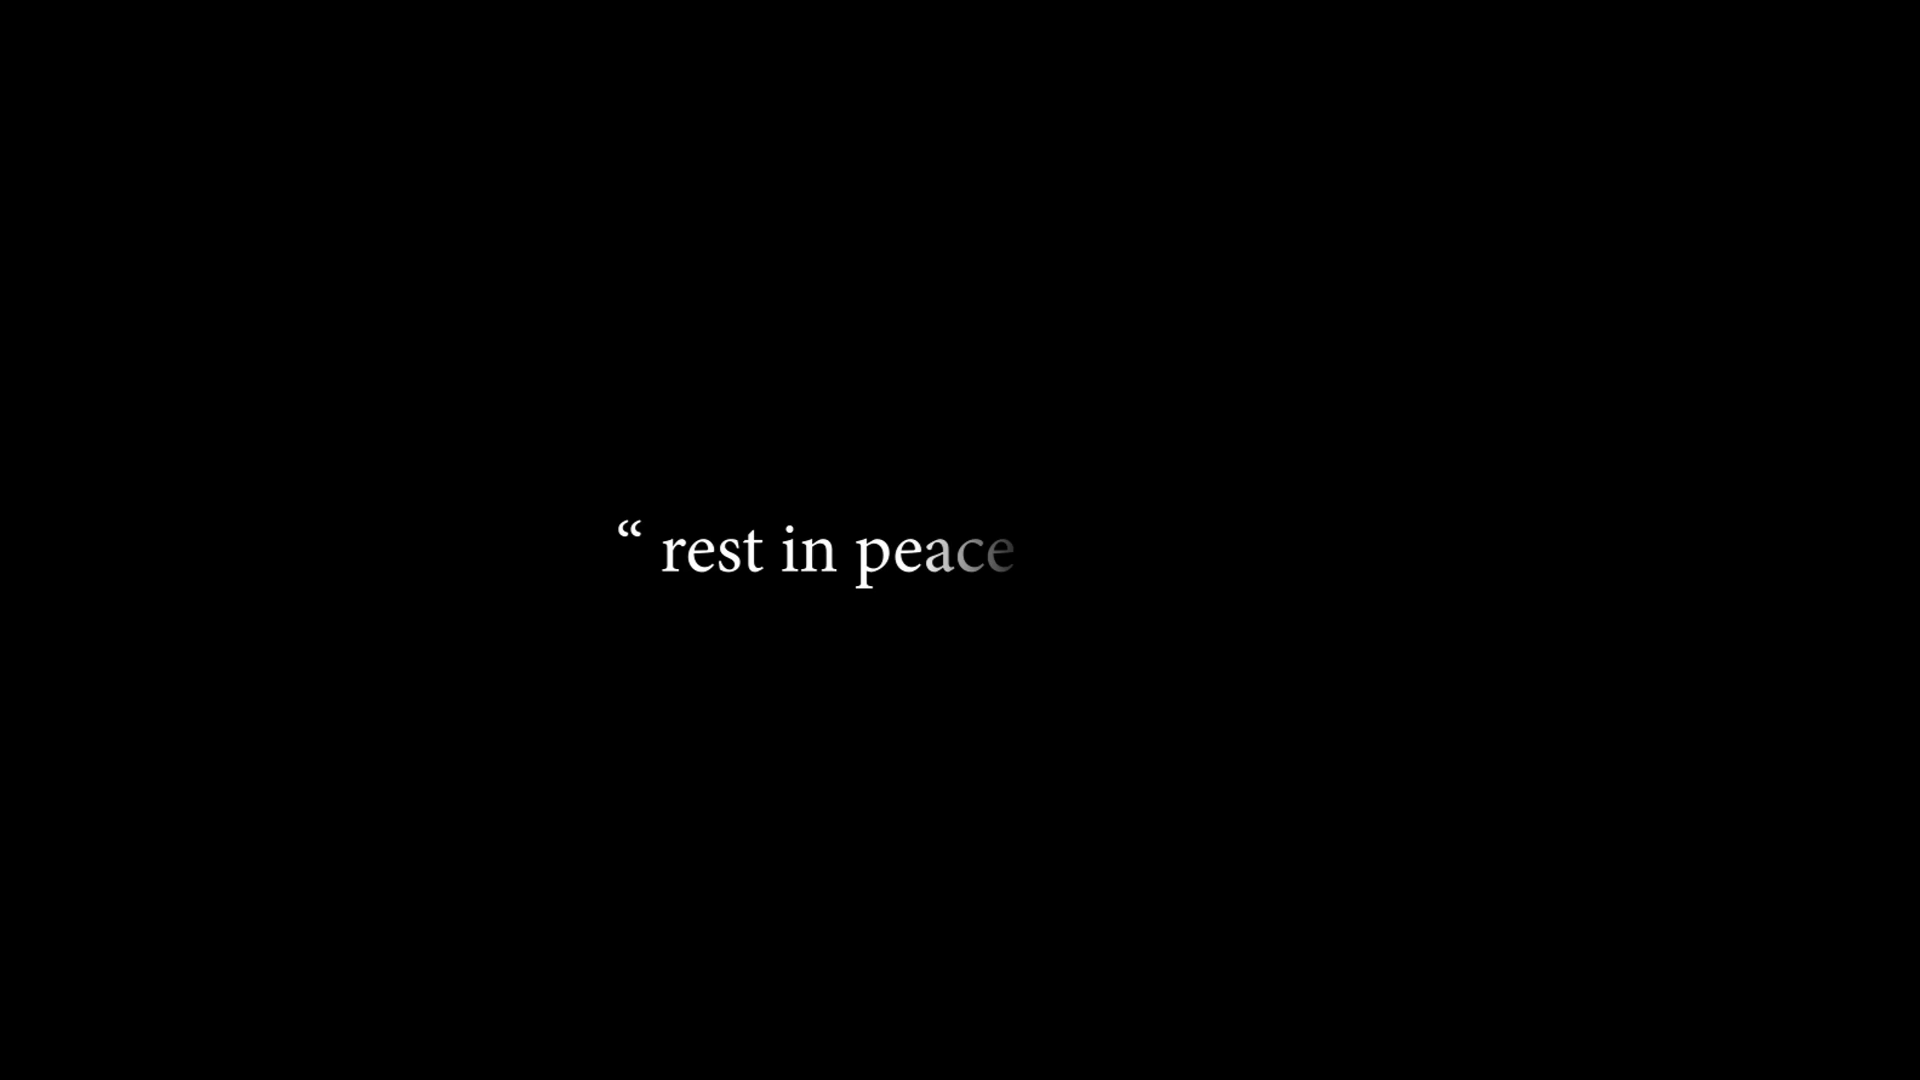 “ rest in peace